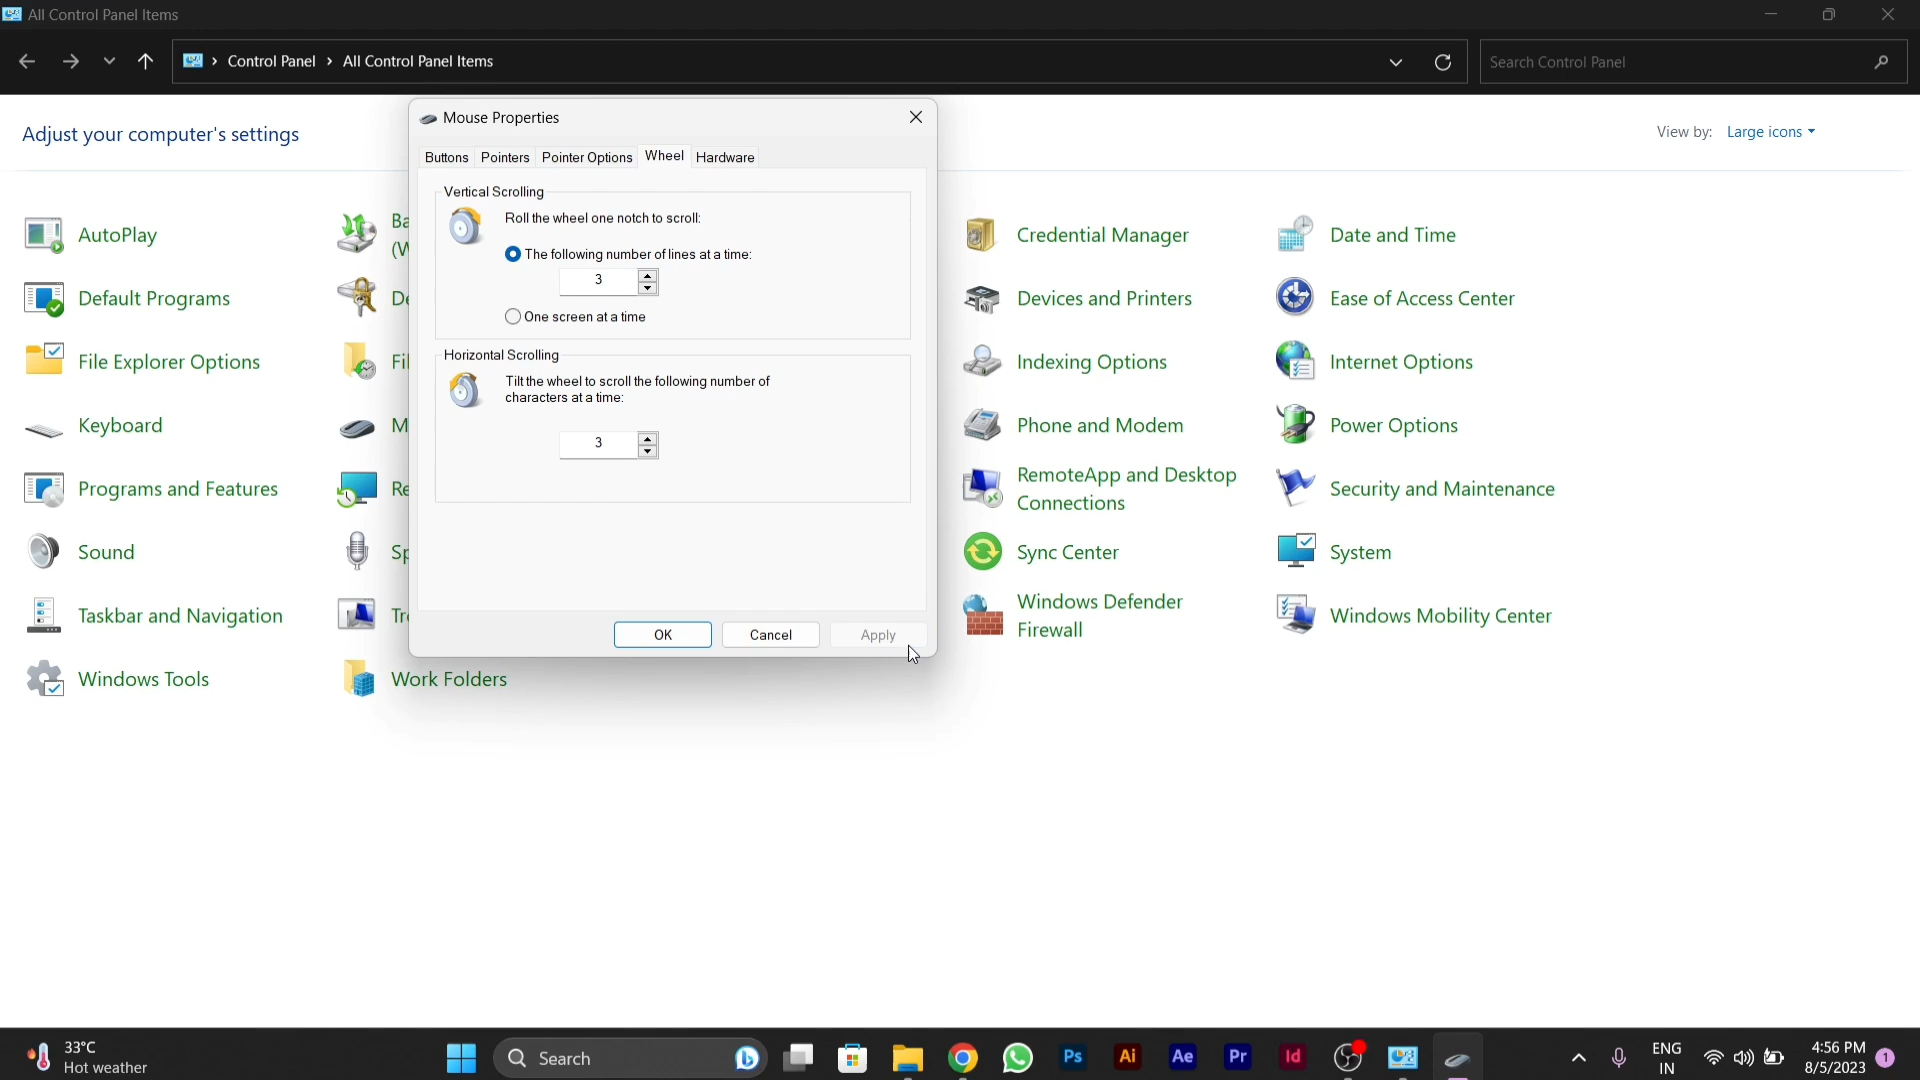 All Control Panel Items
Control Panel › All Control Panel Items
Search Control Panel
Adjust your computer's settings
View by: Large icons
Mouse Properties
Buttons Pointers Pointer Options Wheel Hardware
Vertical Scrolling
Roll the wheel one notch to scroll:
The following number of lines at a time:
3
One screen at a time
Horizontal Scrolling
Tilt the wheel to scroll the following number of
characters at a time:
3
OK Cancel Apply
AutoPlay
Credential Manager
Date and Time
Default Programs
Devices and Printers
Ease of Access Center
File Explorer Options
Indexing Options
Internet Options
Keyboard
Phone and Modem
Power Options
Programs and Features
RemoteApp and Desktop
Connections
Security and Maintenance
Sound
Sync Center
System
Taskbar and Navigation
Windows Defender
Firewall
Windows Mobility Center
Windows Tools
Work Folders
33°C
Hot weather
Search
Ps Ai Ae Pr Id
ENG
IN
4:56 PM
8/5/2023
1